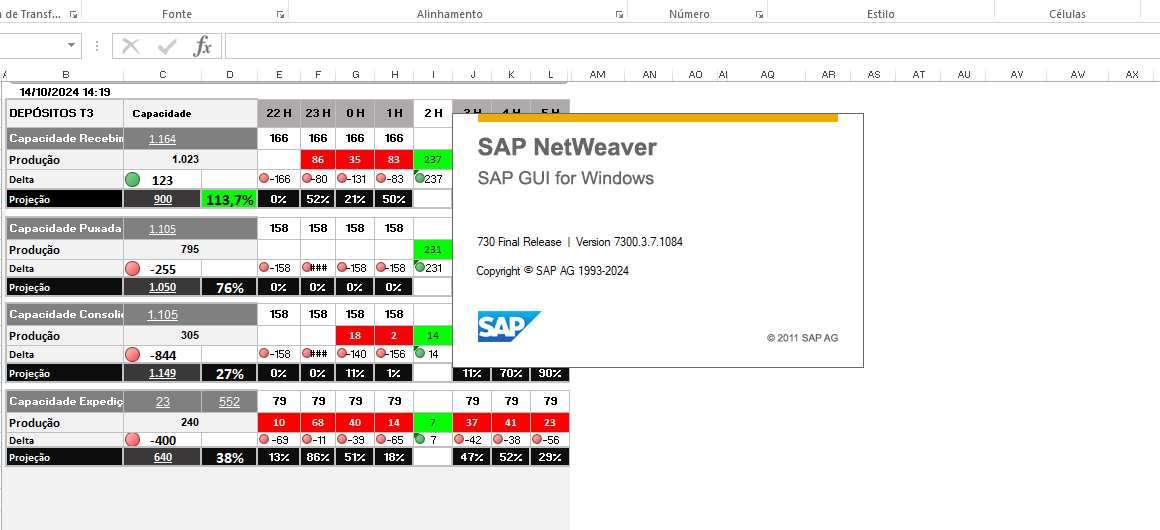 a de Transf...	Fonte	Alinhamento	Número	Estilo	Células
fx
B C D E F G H I J K L AM AN AO AI AQ AR AS AT AU AV AW AX
14/10/2024 14:19
DEPÓSITOS T3 Capacidade 22 H 23 H 0 H 1 H 2 H
Capacidade Recebin 1.164 166 166 166 166
Produção 1.023 86 35 83 237
Delta 123 -166 -80 -131 -83 237
Projeção 900 113,7% 0% 52% 21% 50%
Capacidade Puxada 1.105 158 158 158 158
Produção 795 231
Delta -255 -158 ### -158 -158 231
Projeção 1.050 76% 0% 0% 0% 0%
Capacidade Consoli 1.105 158 158 158 158
Produção 305 18 2 14
Delta -844 -158 ### -140 -156 14
Projeção 1.149 27% 0% 0% 11% 1% 11% 70% 90%
Capacidade Expediç 23 552 79 79 79 79 79 79 79
Produção 240 10 68 40 14 7 37 41 23
Delta -400 -69 -11 -39 -65 7 -42 -38 -56
Projeção 640 38% 13% 86% 51% 18% 47% 52% 29%
SAP NetWeaver
SAP GUI for Windows
730 Final Release | Version 7300.3.7.1084
Copyright © SAP AG 1993-2024
SAP
© 2011 SAP AG